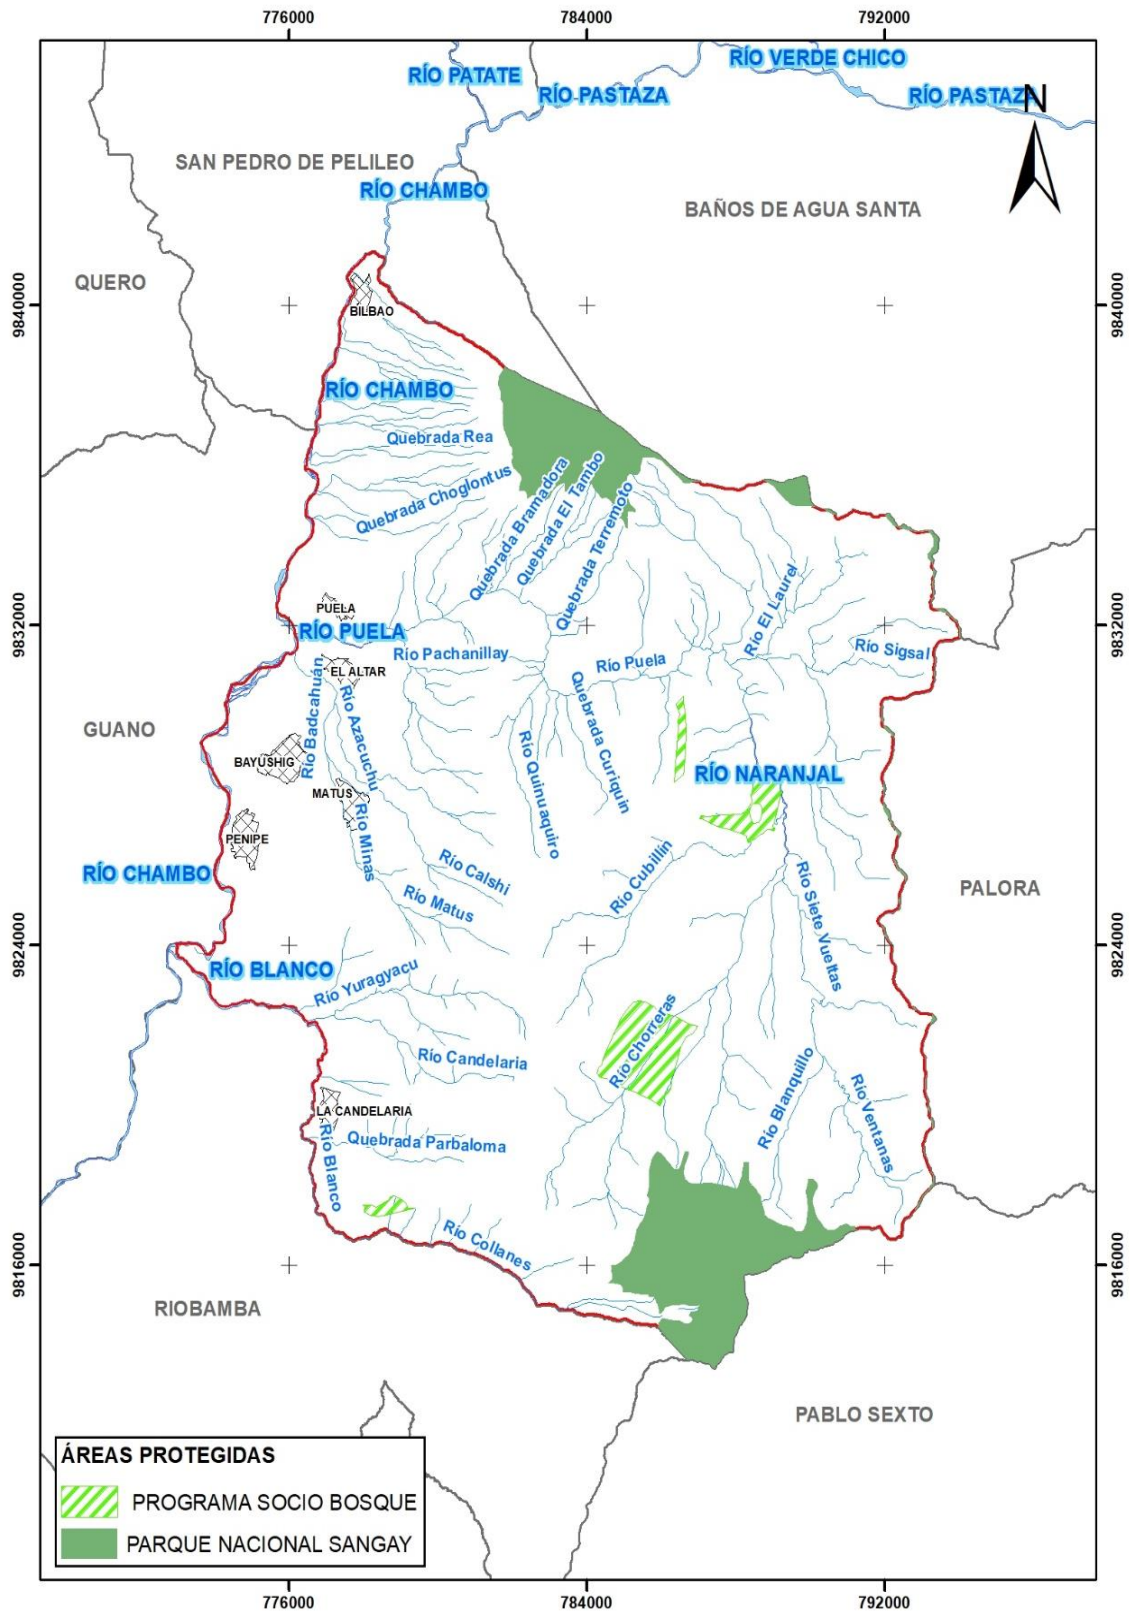 776000
784000
792000
RÍO VERDE CHICO
RÍO PATATE
RÍO PASTAZA
RÍO PASTAZA
N
SAN PEDRO DE PELILEO
RÍO CHAMBO
BAÑOS DE AGUA SANTA
QUERO
9840000
9840000
BILBAO
RÍO CHAMBO
Quebrada Rea
Quebrada Choglontus
Quebrada Bramadora
Quebrada El Tambo
Quebrada Terremoto
Río El Laurel
PUELA
9832000
9832000
RÍO PUELA
Río Pachanillay
Río Puela
Río Sigsal
EL ALTAR
Río Badcahuán
Río Azacuchu
Quebrada Curiquin
Río Quinuaquiro
GUANO
BAYUSHIG
RÍO NARANJAL
MATUS
Río Minas
PENIPE
RÍO CHAMBO
Río Calshi
Río Matus
Río Cubillín
Río Siete Vueltas
PALORA
9824000
9824000
RÍO BLANCO
Río Yuragyacu
Río Chorreras
Río Candelaria
LA CANDELARIA
Río Blanquillo
Río Ventanas
Quebrada Parbaloma
Río Blanco
Río Collanes
9816000
9816000
RIOBAMBA
PABLO SEXTO
ÁREAS PROTEGIDAS
PROGRAMA SOCIO BOSQUE
PARQUE NACIONAL SANGAY
776000
784000
792000